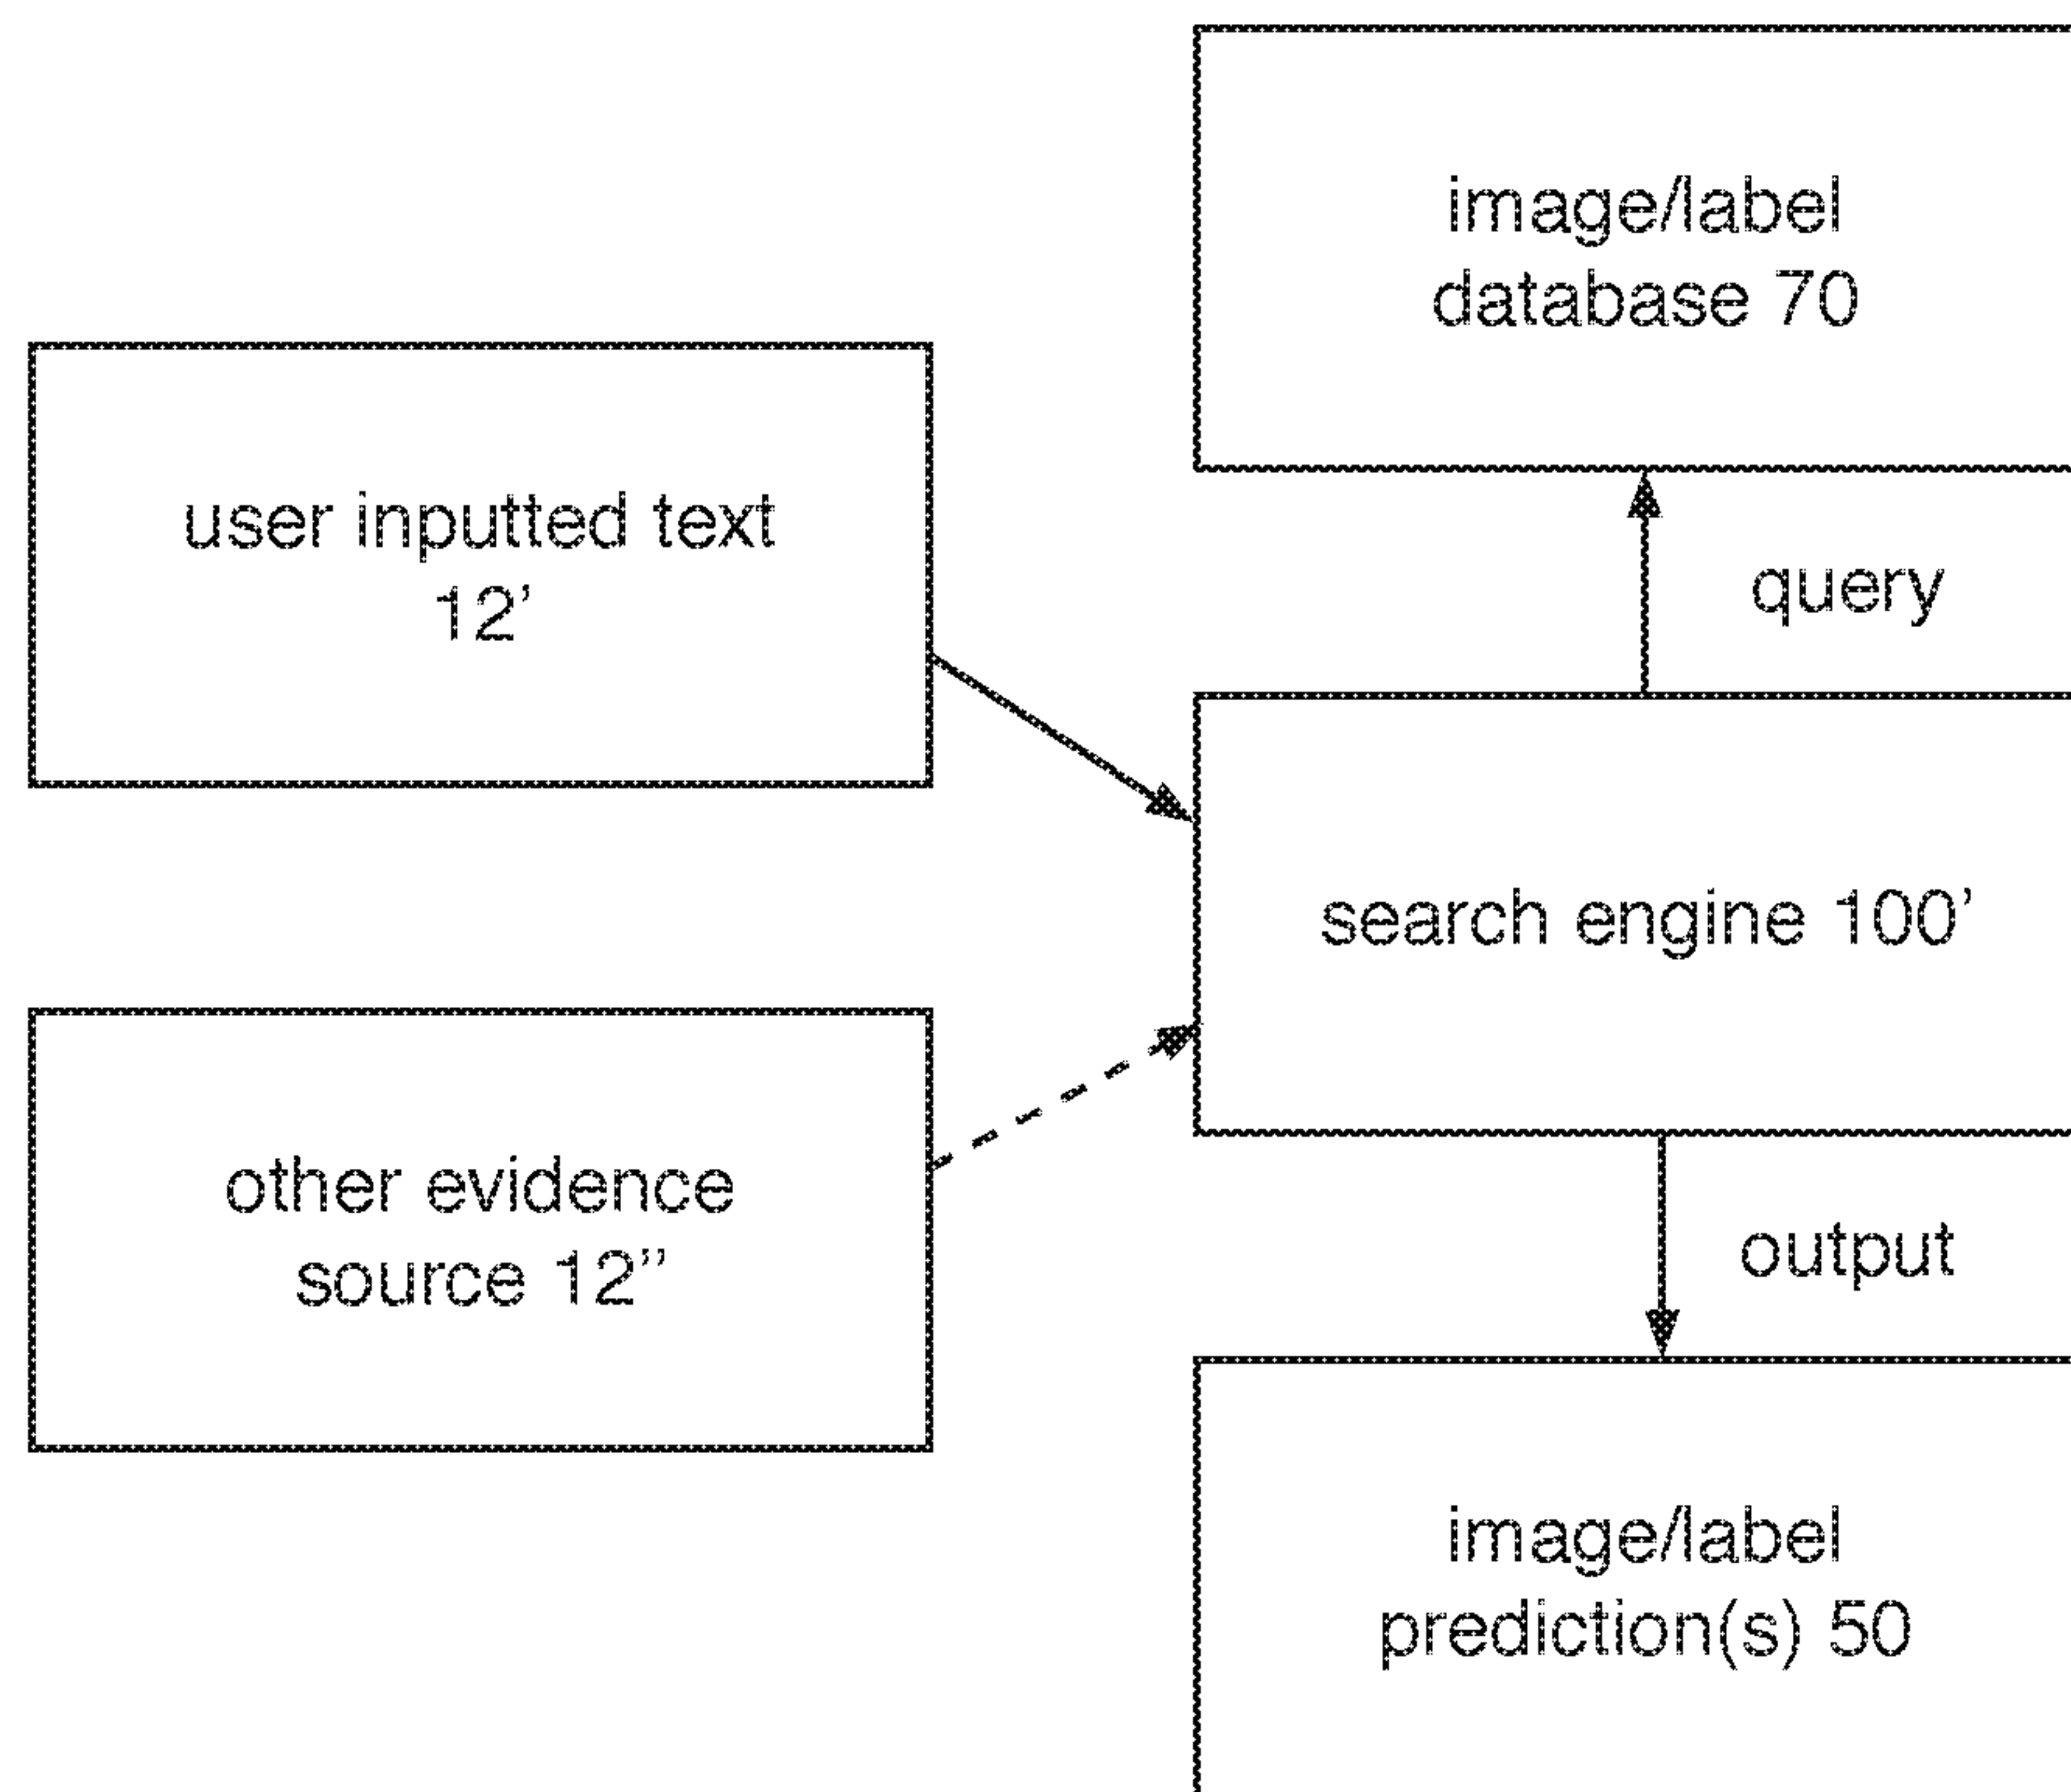 image/label
database 70
user inputted text
12’
query
search engine 100’
other evidence
source 12’’
output
image/label
prediction(s) 50